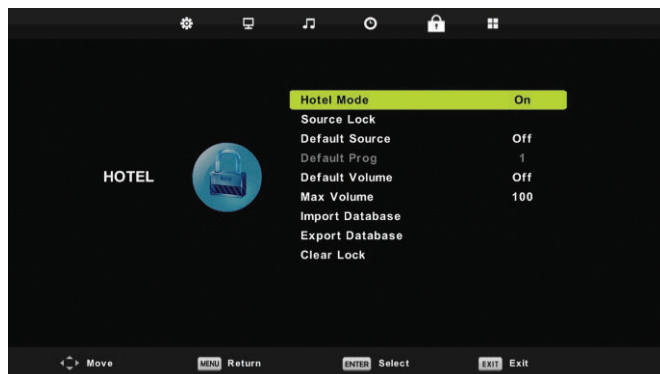 Hotel Mode On
Source Lock
Default Source Off
Default Prog 1
HOTEL
Default Volume Off
Max Volume 100
Import Database
Export Database
Clear Lock
Move MENU Return ENTER Select EXIT Exit